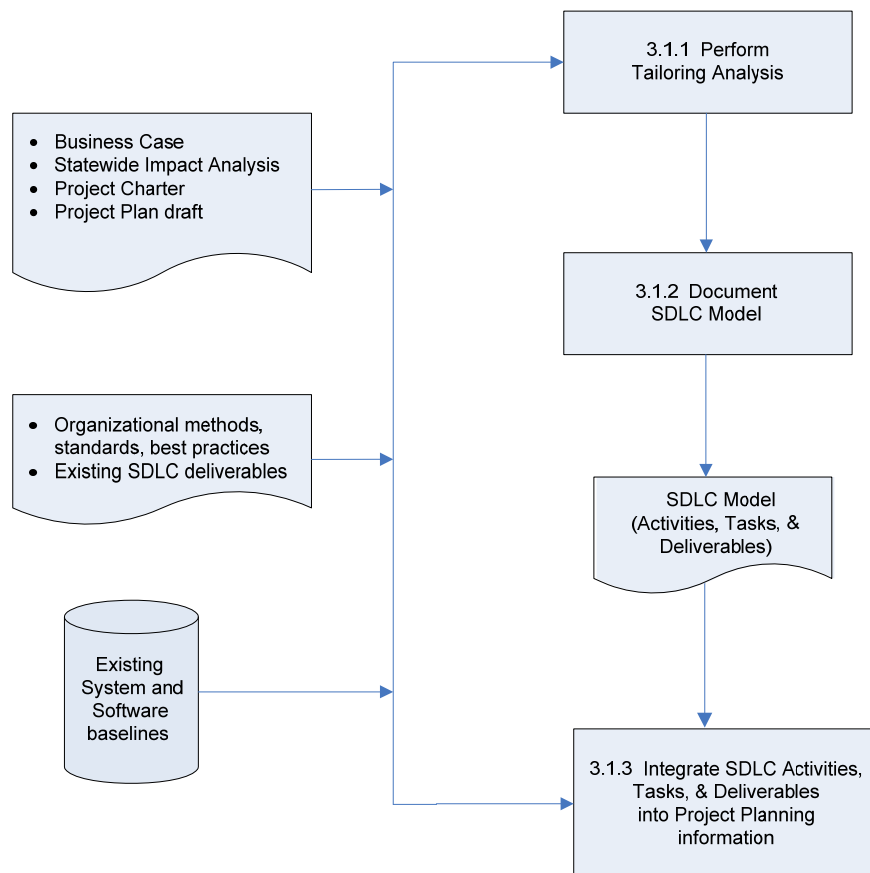 3.1.1 Perform
Tailoring Analysis
• Business Case
• Statewide Impact Analysis
• Project Charter
• Project Plan draft
3.1.2 Document
SDLC Model
• Organizational methods,
standards, best practices
• Existing SDLC deliverables
SDLC Model
(Activities, Tasks, &
Deliverables)
Existing
System and
Software
baselines
3.1.3 Integrate SDLC Activities,
Tasks, & Deliverables
into Project Planning
information